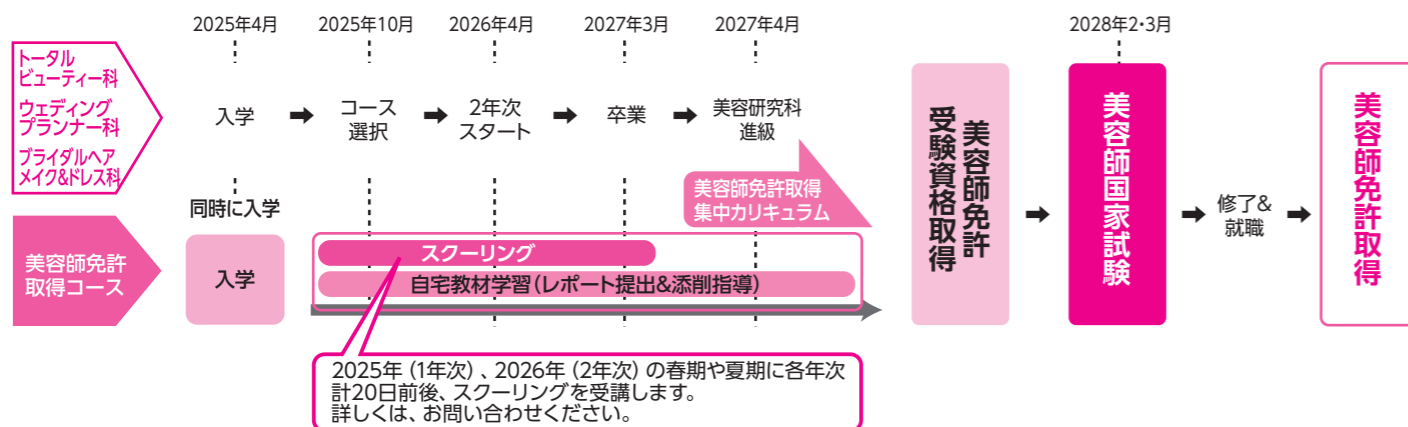 2025年4月
2025年10月
2026年4月
2027年3月
2027年4月
2028年2・3月
トータル
ビューティー科
ウェディング
プランナー科
ブライダルヘア
メイク&ドレス科
入学
コース
選択
2年次
スタート
卒業
美容研究科
進級
美容師免許取得
集中カリキュラム
美容師免許
受験資格取得
美容師国家試験
修了&
就職
美容師免許取得
同時に入学
美容師免許
取得コース
入学
スクーリング
自宅教材学習(レポート提出&添削指導)
2025年(1年次)、2026年(2年次)の春期や夏期に各年次
計20日前後、スクーリングを受講します。
詳しくは、お問い合わせください。